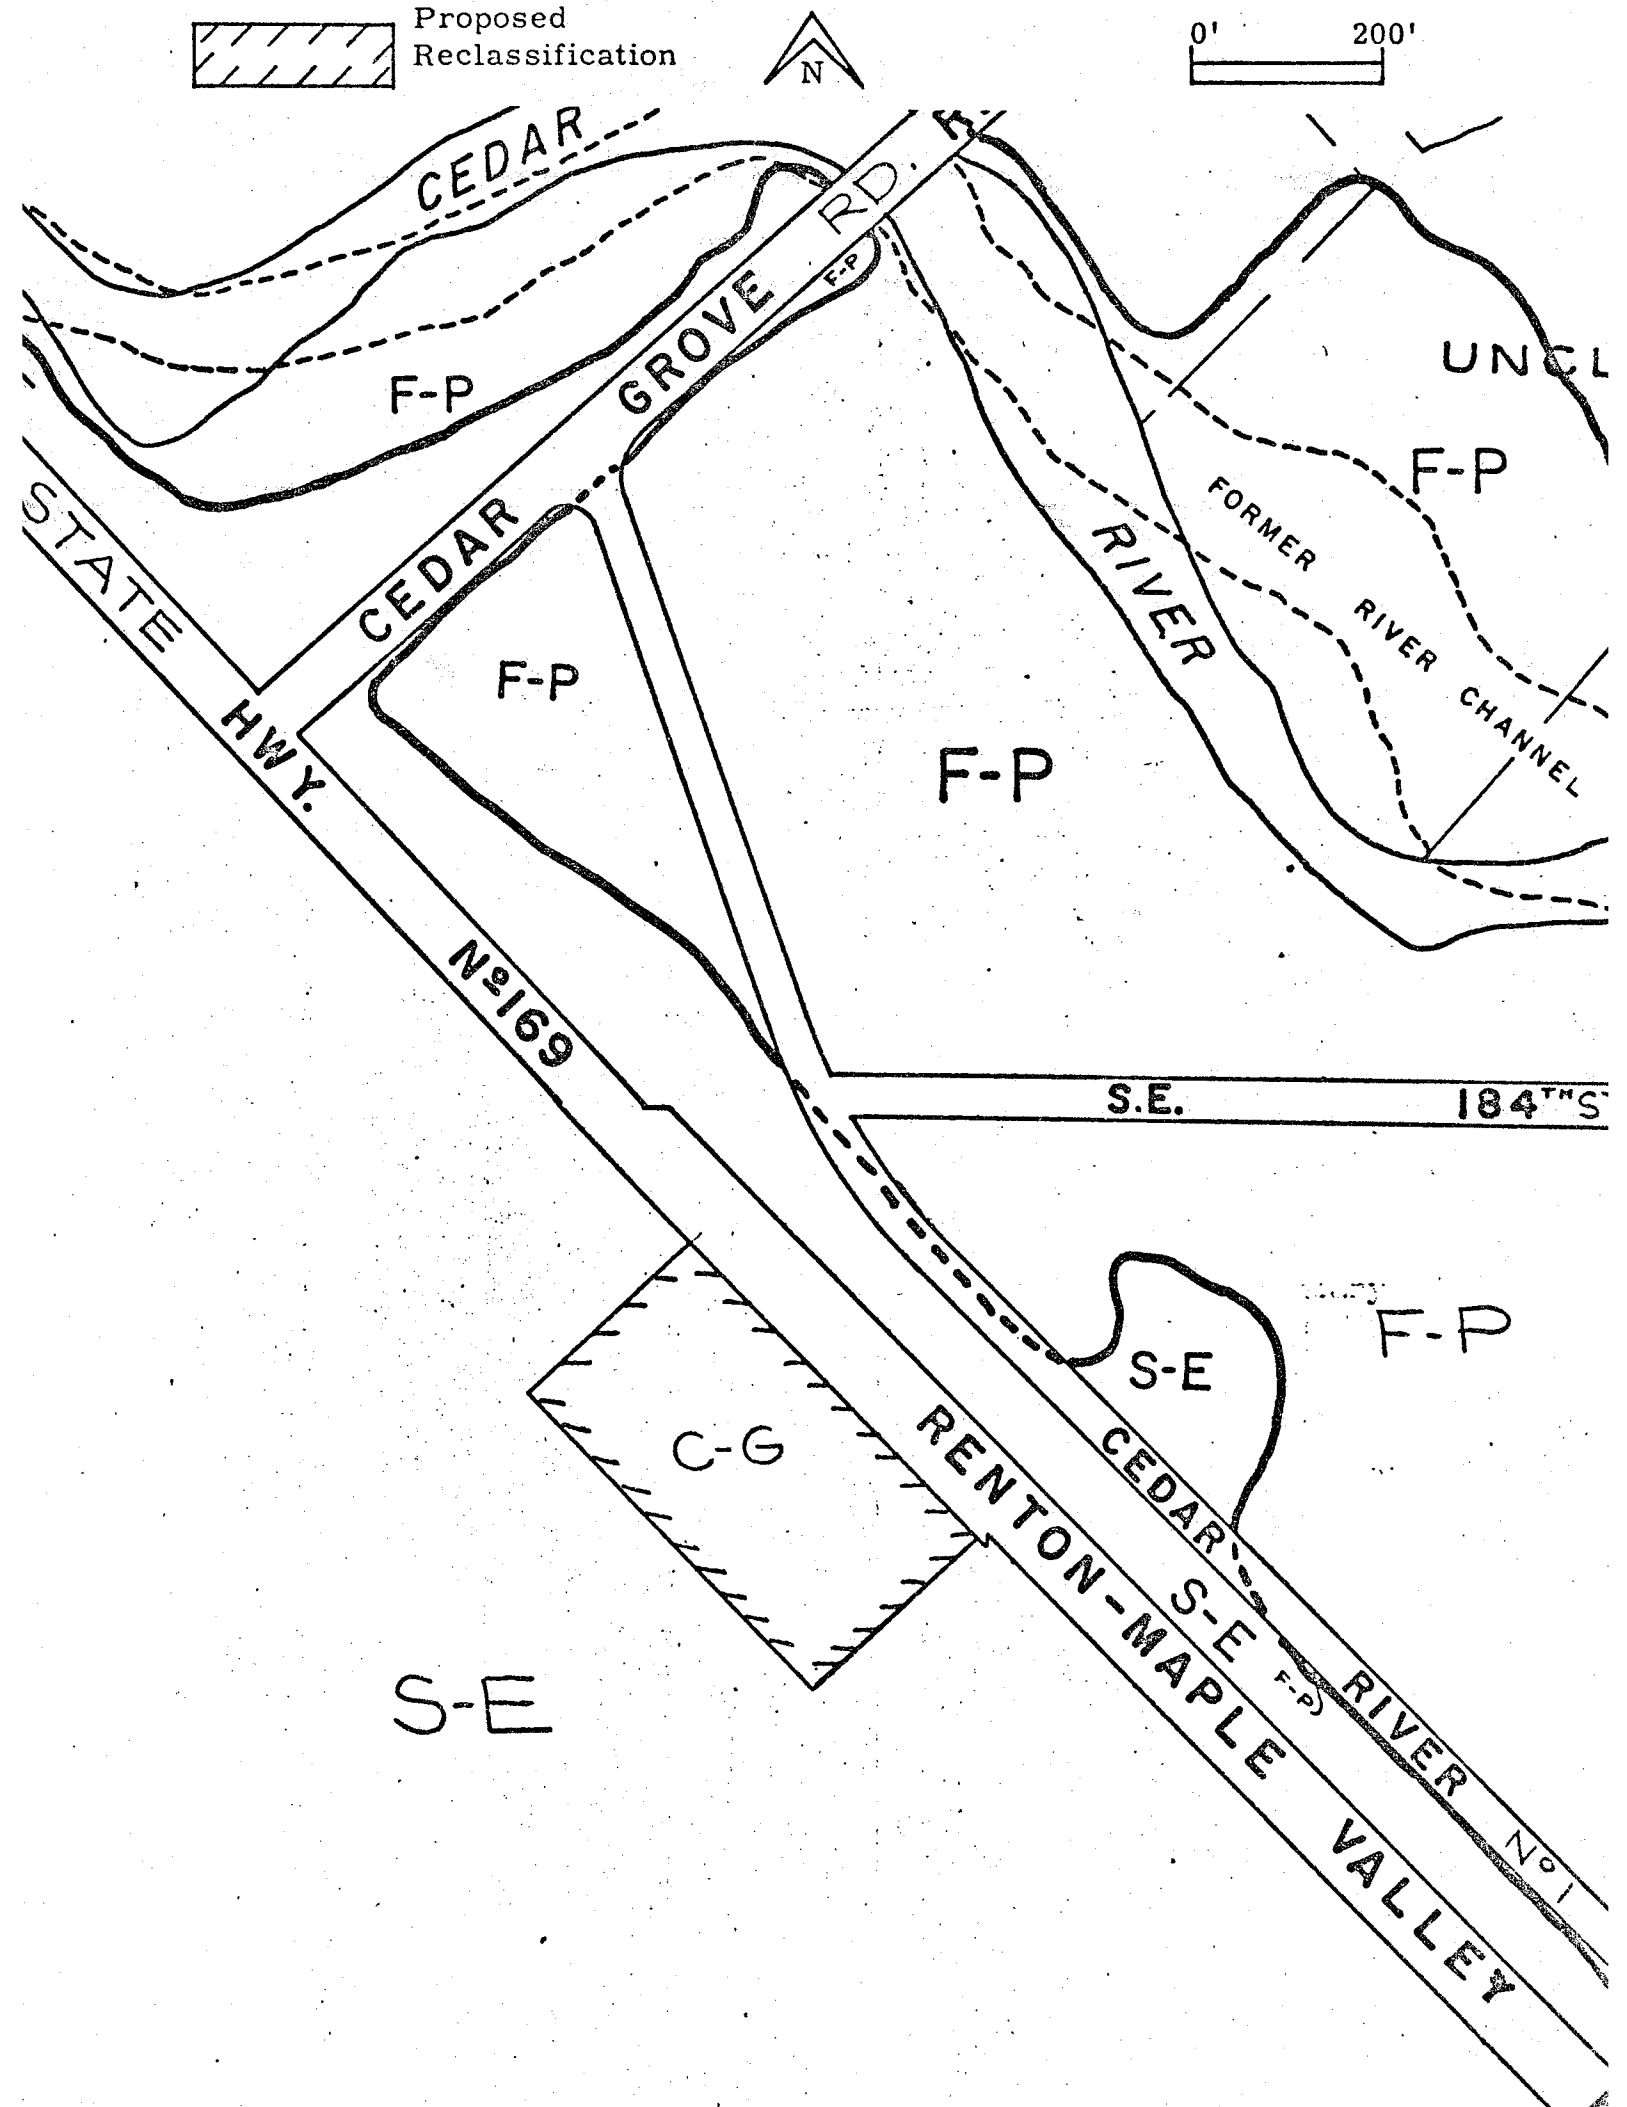 Proposed
Reclassification
N
0' 200'
CEDAR
RD.
F-P
GROVE
UNCL
F-P
F-P
STATE
CEDAR
FORMER
RIVER
CHANNEL
RIVER
F-P
F-P
HWY.
Nº 169
S.E. 184TH S
F-P
S-E
C-G
RENTON-MAPLE VALLEY
CEDAR RIVER Nº 1
S-E
F-P
S-E